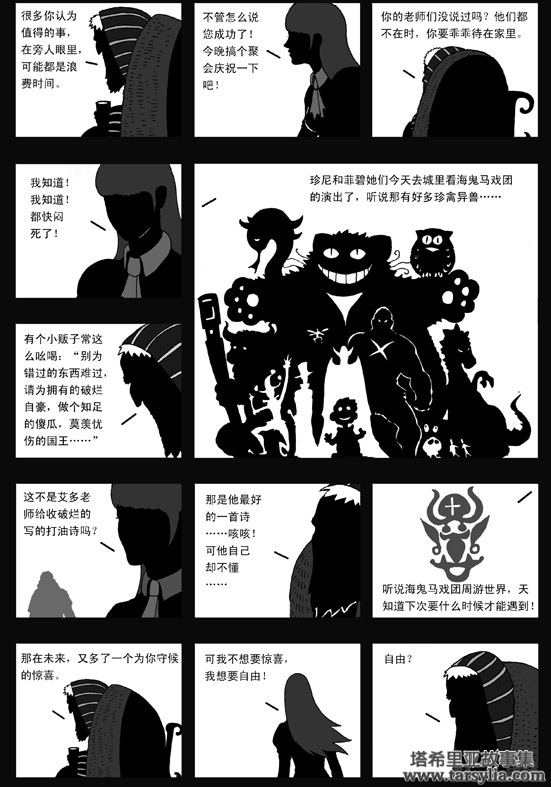 很多你认为
值得的事，
在旁人眼里，
可能都是浪
费时间。
不管怎么说
您成功了！
今晚搞个聚
会庆祝一下
吧！
你的老师们没说过吗？他们都
不在时，你要乖乖待在家里。
我知道！
我知道！
都快闷
死了！
珍尼和菲碧她们今天去城里看海鬼马戏团
的演出了，听说那有好多珍禽异兽……
有个小贩子常这
么吆喝：“别为
错过的东西难过，
请为拥有的破烂
自豪，做个知足
的傻瓜，莫羡忧
伤的国王……”
这不是艾多老
师给收破烂的
写的打油诗吗？
那是他最好
的一首诗
……咳咳！
可他自己
却不懂
……
听说海鬼马戏团周游世界，天
知道下次要什么时候才能遇到！
那在未来，又多了一个为你守候
的惊喜。
可我不想要惊喜，
我想要自由！
自由？
塔希里亚故事集
www.tarsylia.com